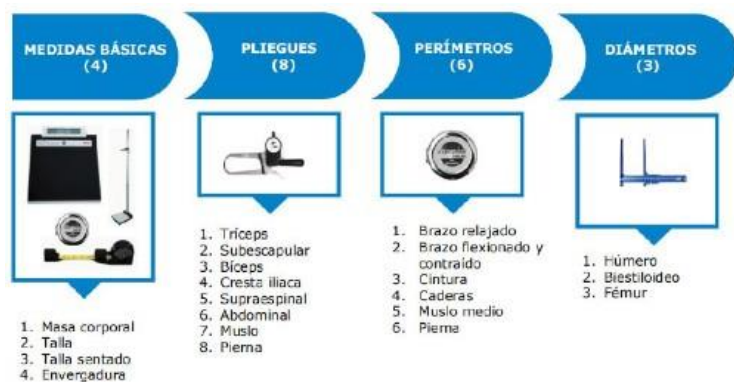 MEDIDAS BÁSICAS
(4)
PLIEGUES
(8)
PERÍMETROS
(6)
DIÁMETROS
(3)
1. Masa corporal
2. Talla
3. Talla sentado
4. Envergadura
1. Tríceps
2. Subescapular
3. Bíceps
4. Cresta iliaca
5. Supraespinal
6. Abdominal
7. Muslo
8. Pierna
1. Brazo relajado
2. Brazo flexionado y
contraído
3. Cintura
4. Caderas
5. Muslo medio
6. Pierna
1. Húmero
2. Biestiloideo
3. Fémur